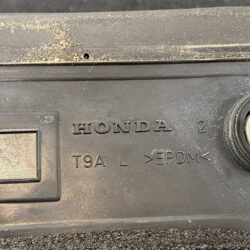 HONDA 2
T9A L >EPDM<